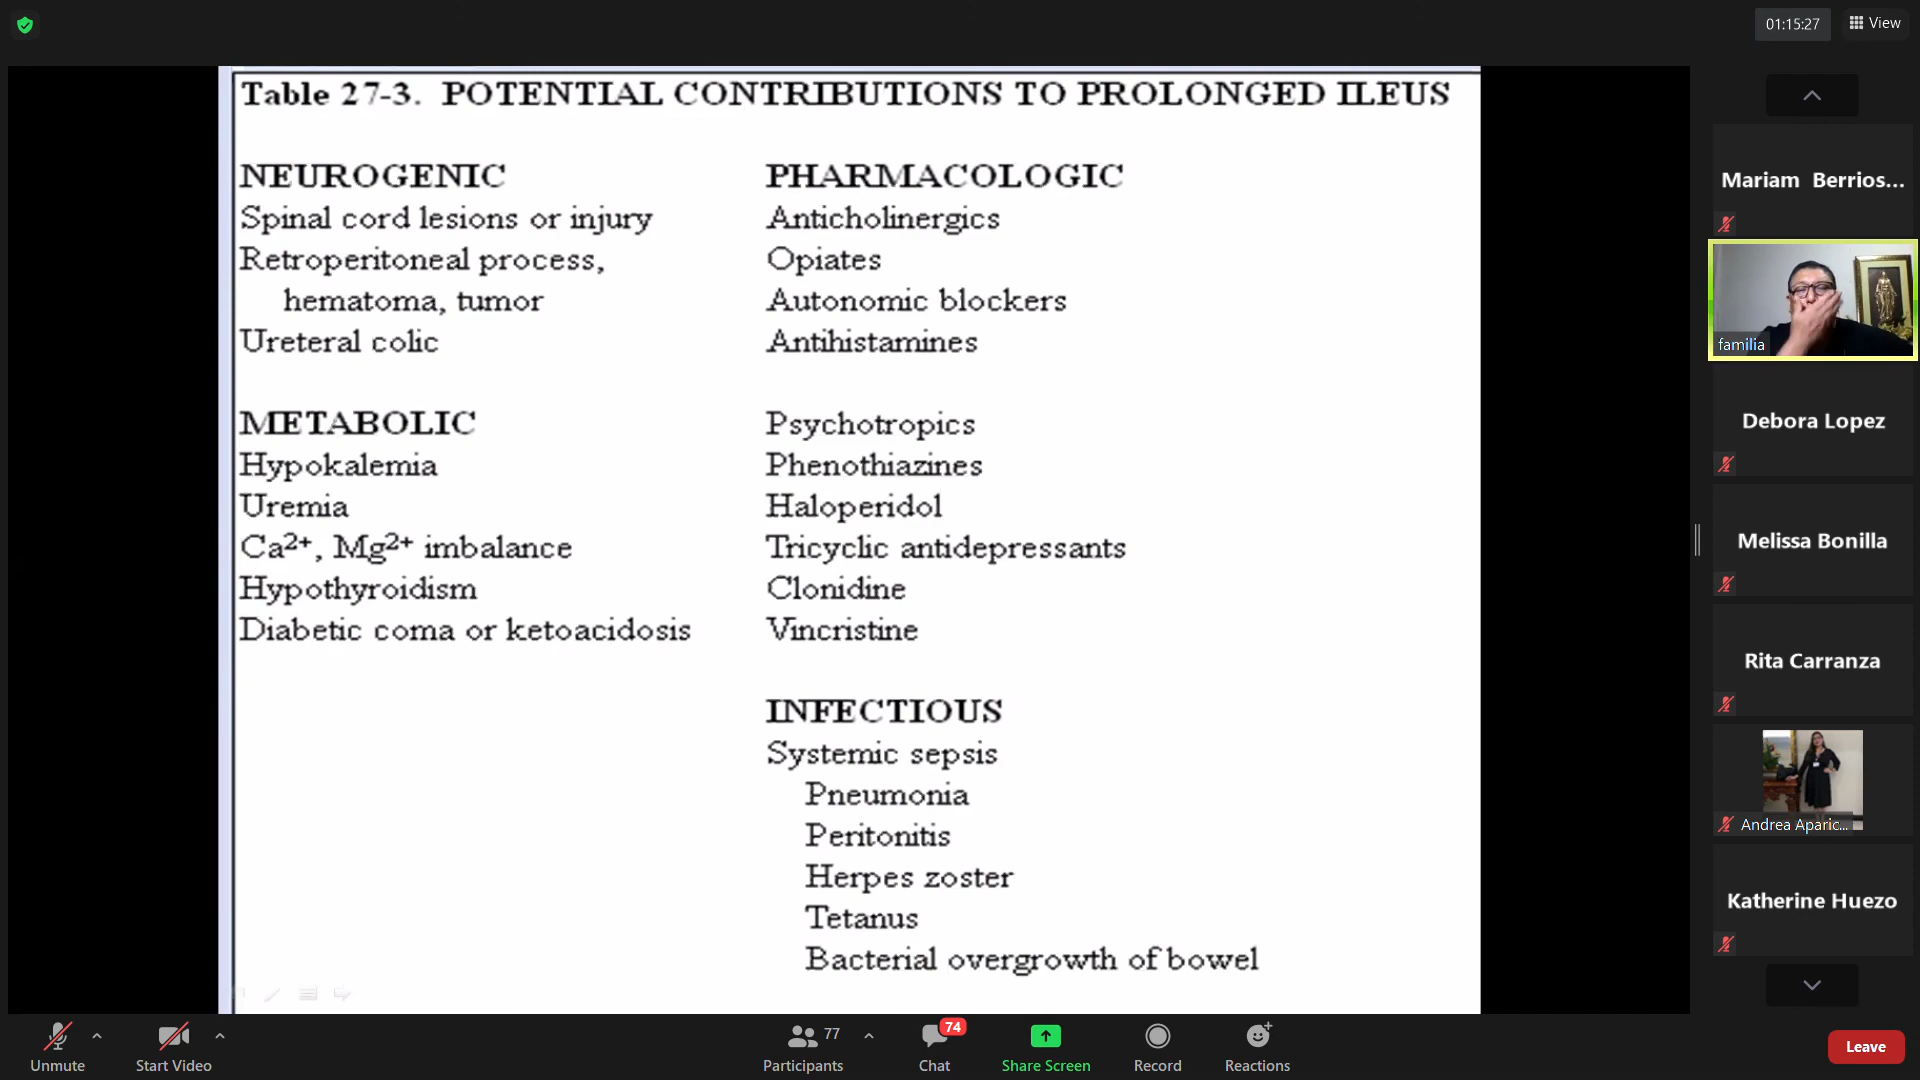 01:15:27
View
Table 27-3. POTENTIAL CONTRIBUTIONS TO PROLONGED ILEUS
NEUROGENIC
Spinal cord lesions or injury
Retroperitoneal process,
hematoma, tumor
Ureteral colic
METABOLIC
Hypokalemia
Uremia
Ca²⁺, Mg²⁺ imbalance
Hypothyroidism
Diabetic coma or ketoacidosis
PHARMACOLOGIC
Anticholinergics
Opiates
Autonomic blockers
Antihistamines
Psychotropics
Phenothiazines
Haloperidol
Tricyclic antidepressants
Clonidine
Vincristine
INFECTIOUS
Systemic sepsis
Pneumonia
Peritonitis
Herpes zoster
Tetanus
Bacterial overgrowth of bowel
Mariam Berrios...
familia
Debora Lopez
Melissa Bonilla
Rita Carranza
Andrea Aparic...
Katherine Huezo
Unmute
Start Video
77
Participants
74
Chat
Share Screen
Record
Reactions
Leave